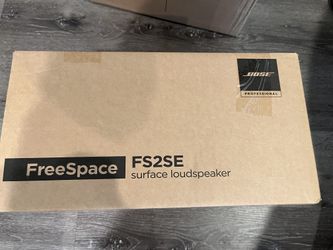 BOSE
PROFESSIONAL
FreeSpace
FS2SE
surface loudspeaker